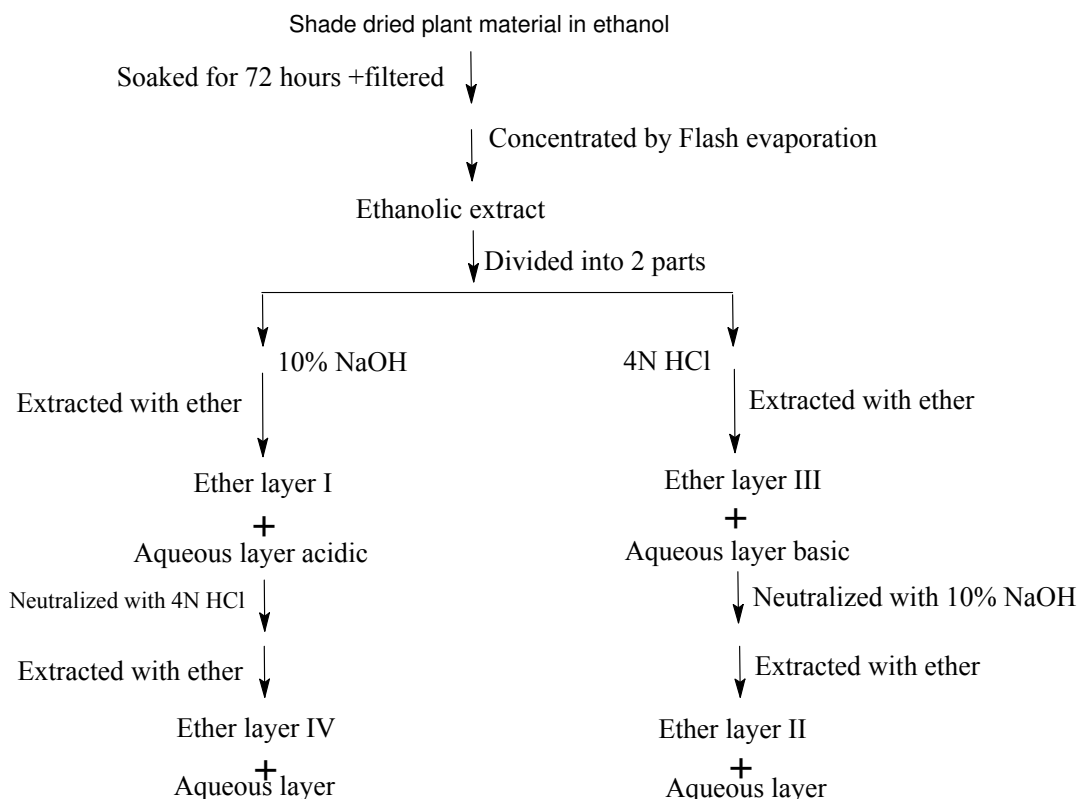 Shade dried plant material in ethanol
Soaked for 72 hours +filtered
Concentrated by Flash evaporation
Ethanolic extract
Divided into 2 parts
10% NaOH
4N HCl
Extracted with ether
Extracted with ether
Ether layer I
Ether layer III
+
+
Aqueous layer acidic
Aqueous layer basic
Neutralized with 4N HCl
Neutralized with 10% NaOH
Extracted with ether
Extracted with ether
Ether layer IV
Ether layer II
+
+
Aqueous layer
Aqueous layer